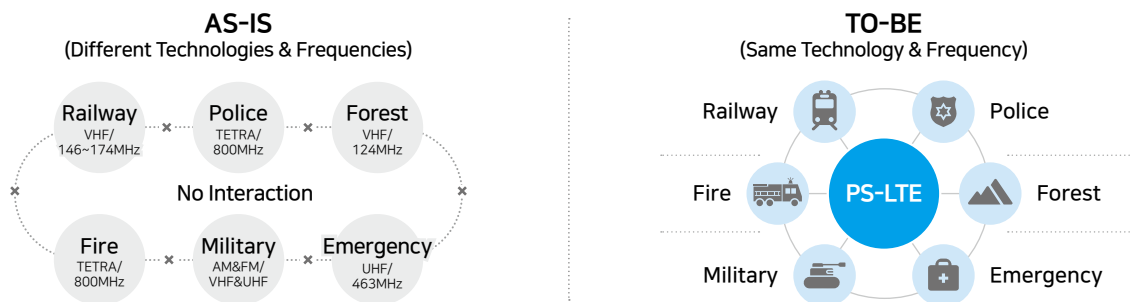 AS-IS
(Different Technologies & Frequencies)
Railway
VHF/
146~174MHz
Police
TETRA/
800MHz
Forest
VHF/
124MHz
No Interaction
Fire
TETRA/
800MHz
Military
AM&FM/
VHF&UHF
Emergency
UHF/
463MHz
TO-BE
(Same Technology & Frequency)
Railway
Police
Fire
PS-LTE
Forest
Military
Emergency